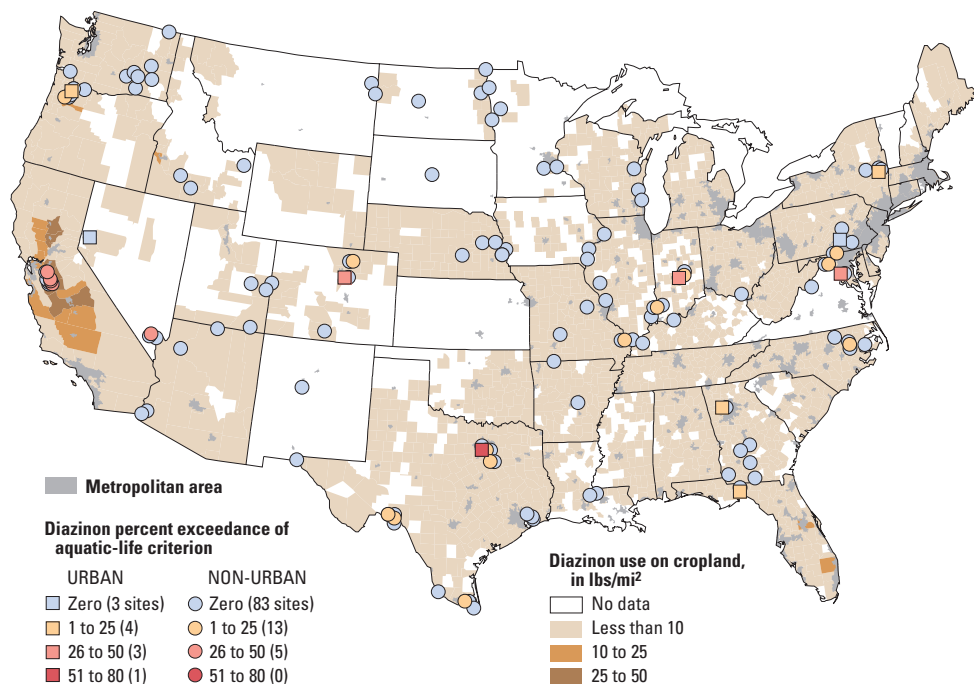 Metropolitan area
Diazinon percent exceedance of
aquatic-life criterion
URBAN
Zero (3 sites)
1 to 25 (4)
26 to 50 (3)
51 to 80 (1)
NON-URBAN
Zero (83 sites)
1 to 25 (13)
26 to 50 (5)
51 to 80 (0)
Diazinon use on cropland,
in lbs/mi²
No data
Less than 10
10 to 25
25 to 50